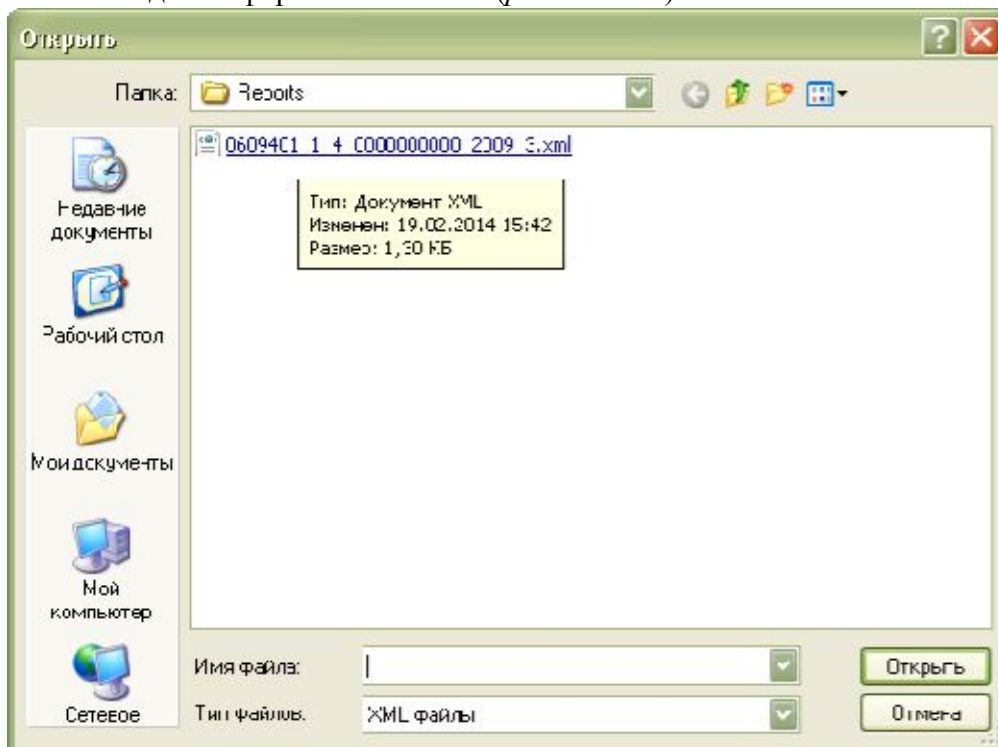 Открыть
Папка:
Reports
0609401_1_4_0000000000_2009_3.xml
Тип: Документ XML
Изменен: 19.02.2014 15:42
Размер: 1,30 КБ
Недавние
документы
Рабочий стол
Мои документы
Мой
компьютер
Сетевое
Имя файла:
Открыть
Тип файлов:
XML файлы
Отмена